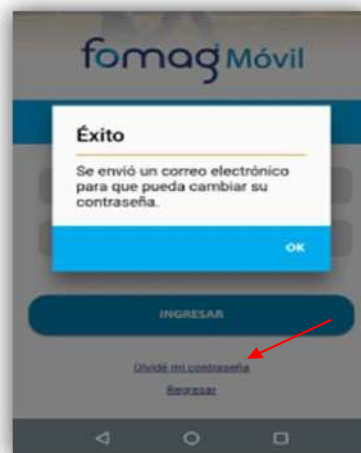 fomag Móvil
Éxito
Se envió un correo electrónico
para que pueda cambiar su
contraseña.
OK
INGRESAR
Olvidé mi contraseña
Regresar